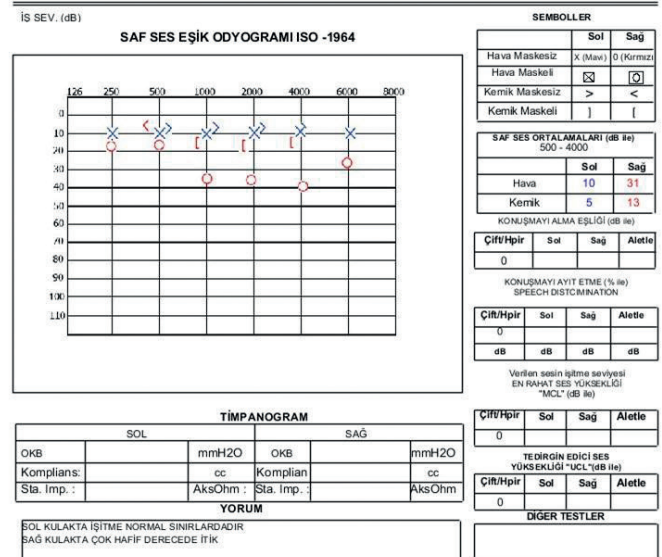 İS SEV. (dB)
SAF SES EŞİK ODYOGRAMI ISO -1964
126 250 500 1000 2000 4000 6000 8000
0
10
20
30
40
50
60
70
80
90
100
110
SEMBOLLER
Sol Sağ
Hava Maskesiz X (Mavi) 0 (Kırmızı
Hava Maskeli
Kemik Maskesiz > <
Kemik Maskeli ] [
SAF SES ORTALAMALARI (dB ile)
500 - 4000
Sol Sağ
Hava 10 31
Kemik 5 13
KONUŞMAYI ALMA EŞLİĞİ (dB ile)
Çift/Hpir Sol Sağ Aletle
0
KONUŞMAYI AYIT ETME (% ile)
SPEECH DISTCIMINATION
Çift/Hpir Sol Sağ Aletle
0
dB dB dB dB
Verilen sesin işitme seviyesi
EN RAHAT SES YÜKSEKLİĞİ
"MCL" (dB ile)
Çift/Hpir Sol Sağ Aletle
0
TEDİRGİN EDİCİ SES
YÜKSEKLİĞİ "UCL"(dB ile)
Çift/Hpir Sol Sağ Aletle
0
DİĞER TESTLER
TİMPANOGRAM
SOL SAĞ
OKB mmH2O OKB mmH2O
Komplians: cc Komplian cc
Sta. Imp. : AksOhm : Sta. Imp. : AksOhm
YORUM
SOL KULAKTA İŞİTME NORMAL SINIRLARDADIR
SAĞ KULAKTA ÇOK HAFİF DERECEDE İTİK